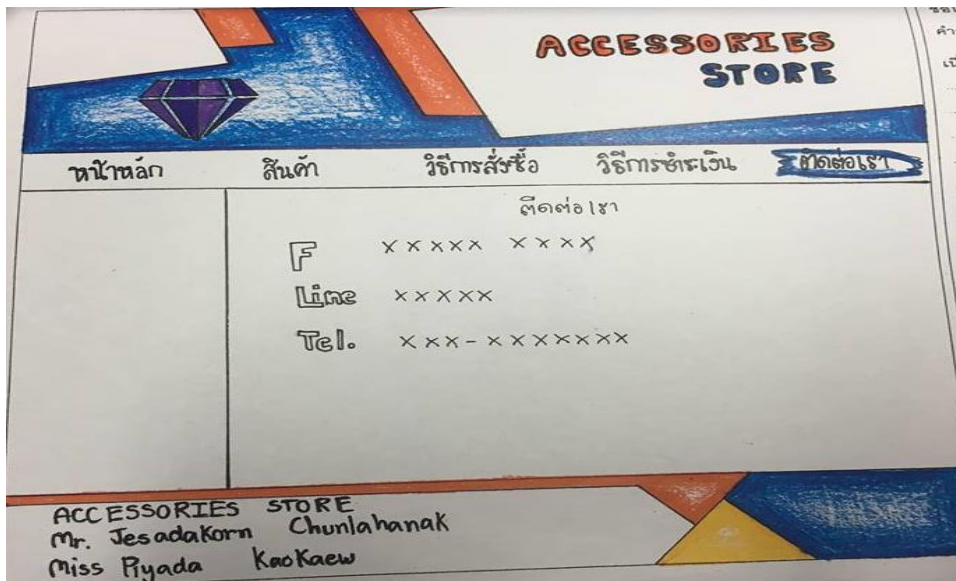 ACCESSORIES
STORE
หน้าหลัก สินค้า วิธีการสั่งซื้อ วิธีการชำระเงิน ติดต่อเรา
ติดต่อเรา
F xxxxx xxxx
Line xxxxx
Tel. xxx-xxxxxxx
ACCESSORIES STORE
Mr. Jesadakorn Chunlahanak
Miss Piyada KaoKaew